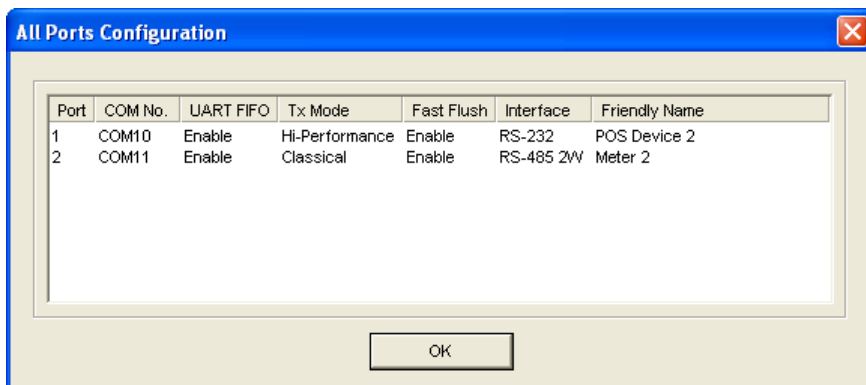 All Ports Configuration
Port COM No. UART FIFO Tx Mode Fast Flush Interface Friendly Name
1 COM10 Enable Hi-Performance Enable RS-232 POS Device 2
2 COM11 Enable Classical Enable RS-485 2W Meter 2
OK